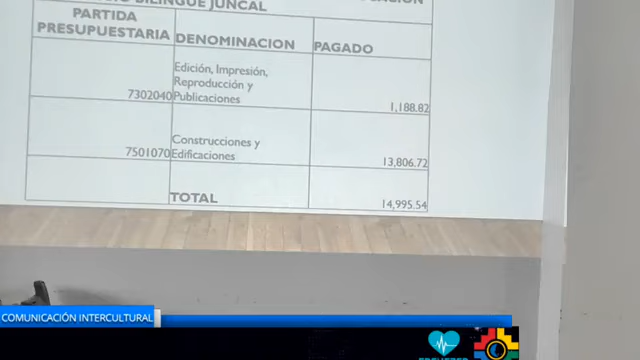 BILINGUE JUNCAL
PARTIDA
PRESUPUESTARIA DENOMINACION PAGADO
Edición, Impresión,
Reproducción y
7302040 Publicaciones 1,188.82
Construcciones y
7501070 Edificaciones 13,806.72
TOTAL 14,995.54
COMUNICACIÓN INTERCULTURAL